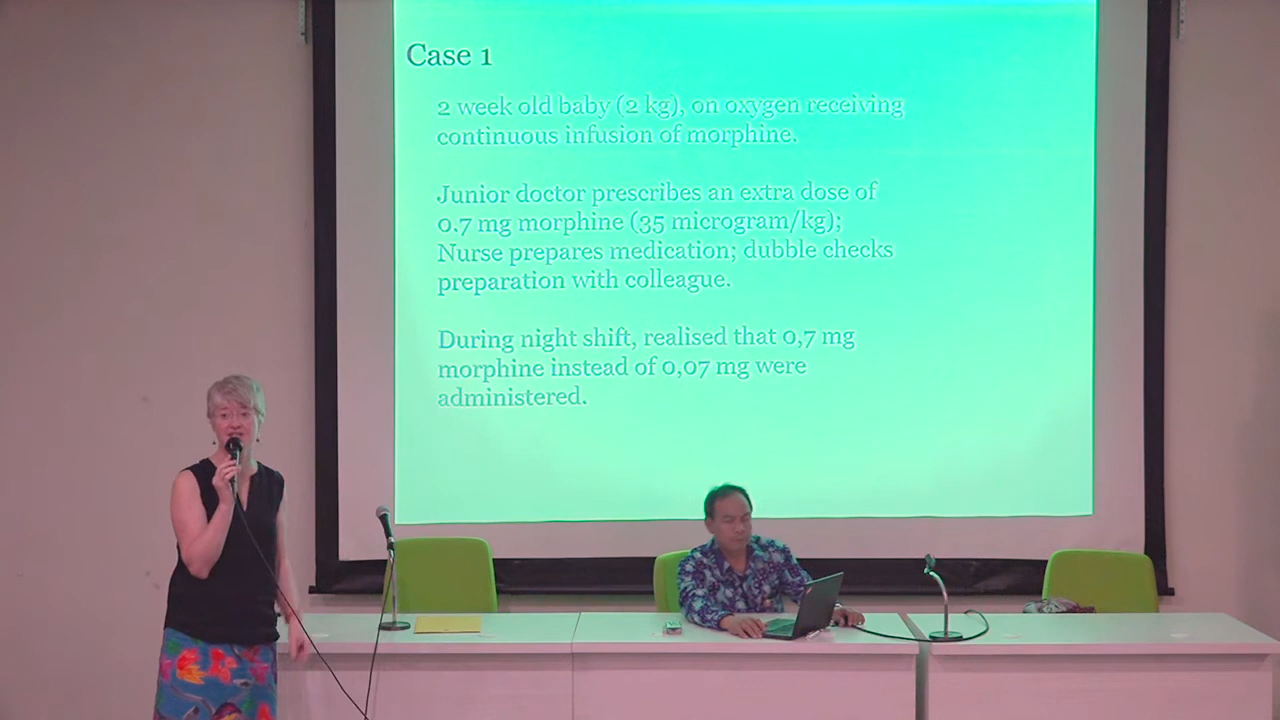 Case 1
2 week old baby (2 kg), on oxygen receiving
continuous infusion of morphine.
Junior doctor prescribes an extra dose of
0.7 mg morphine (35 microgram/kg);
Nurse prepares medication; dubble checks
preparation with colleague.
During night shift, realised that 0,7 mg
morphine instead of 0,07 mg were
administered.